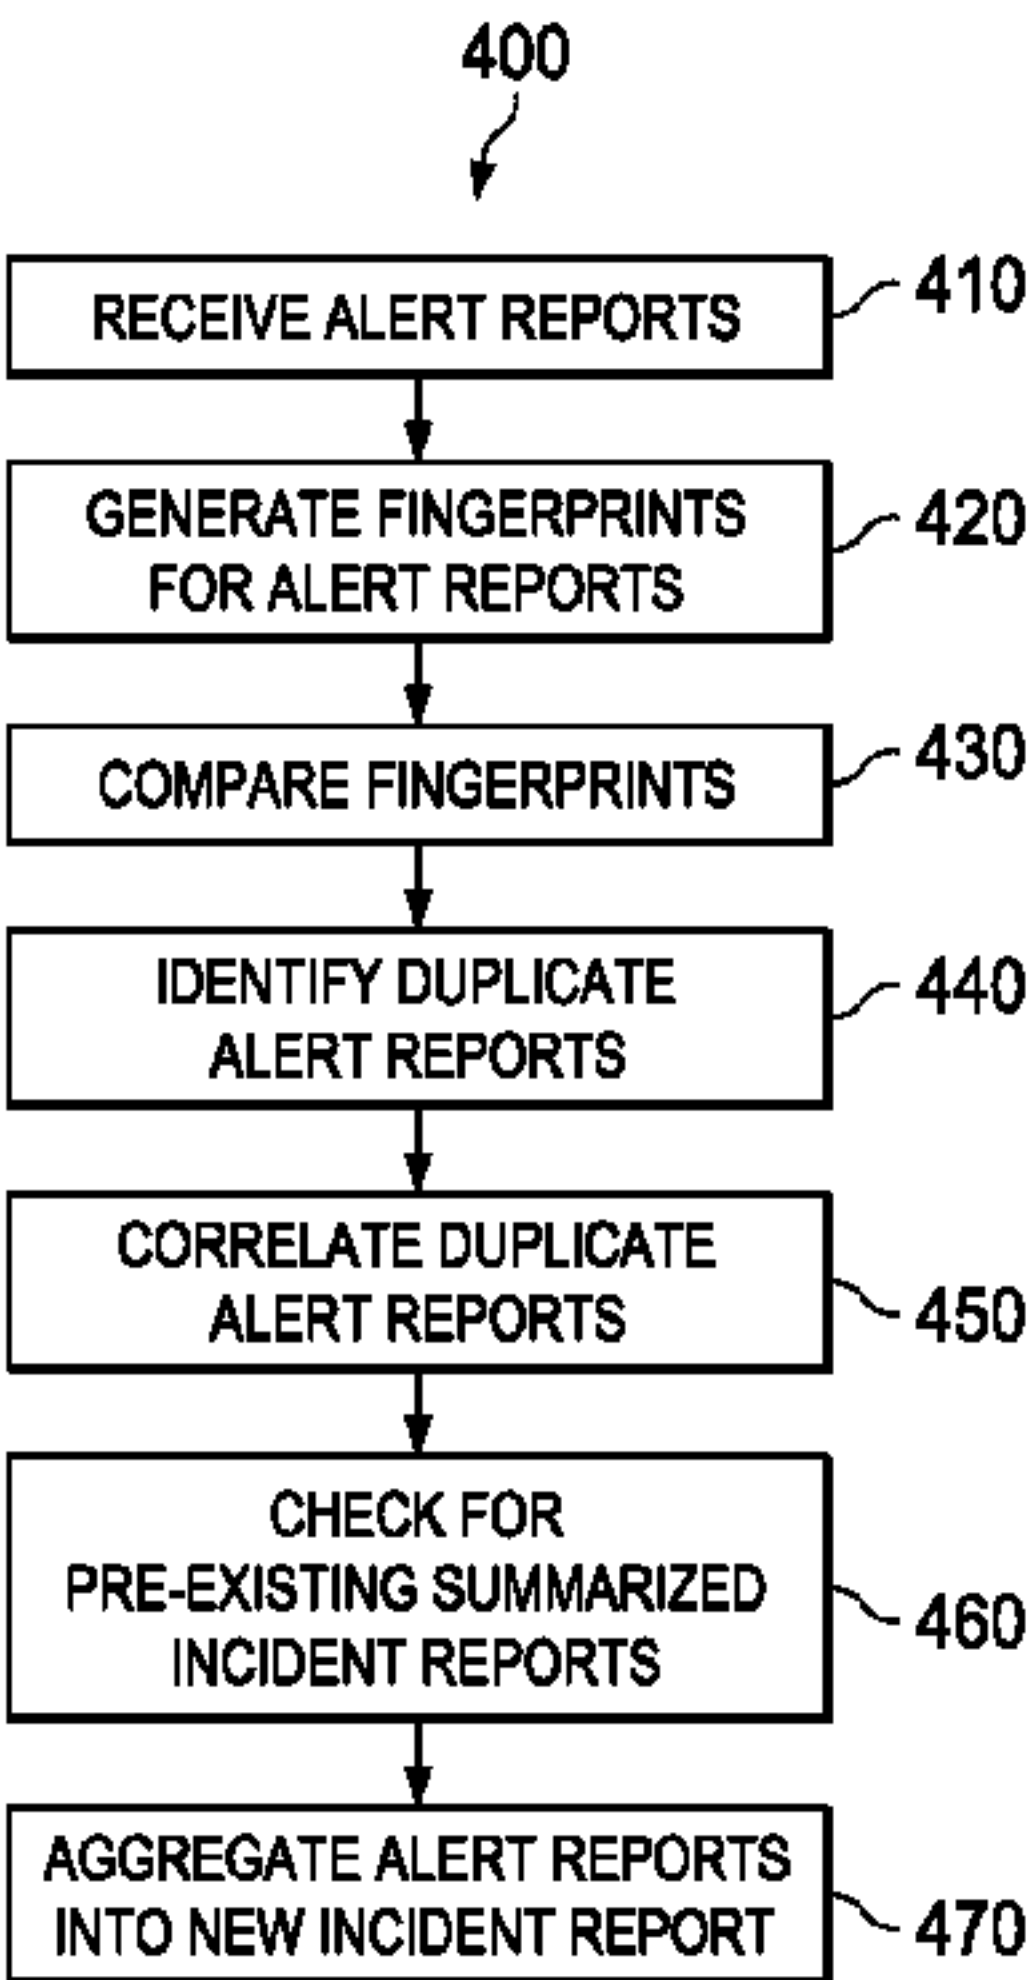 400
RECEIVE ALERT REPORTS
410
GENERATE FINGERPRINTS
FOR ALERT REPORTS
420
COMPARE FINGERPRINTS
430
IDENTIFY DUPLICATE
ALERT REPORTS
440
CORRELATE DUPLICATE
ALERT REPORTS
450
CHECK FOR
PRE-EXISTING SUMMARIZED
INCIDENT REPORTS
460
AGGREGATE ALERT REPORTS
INTO NEW INCIDENT REPORT
470